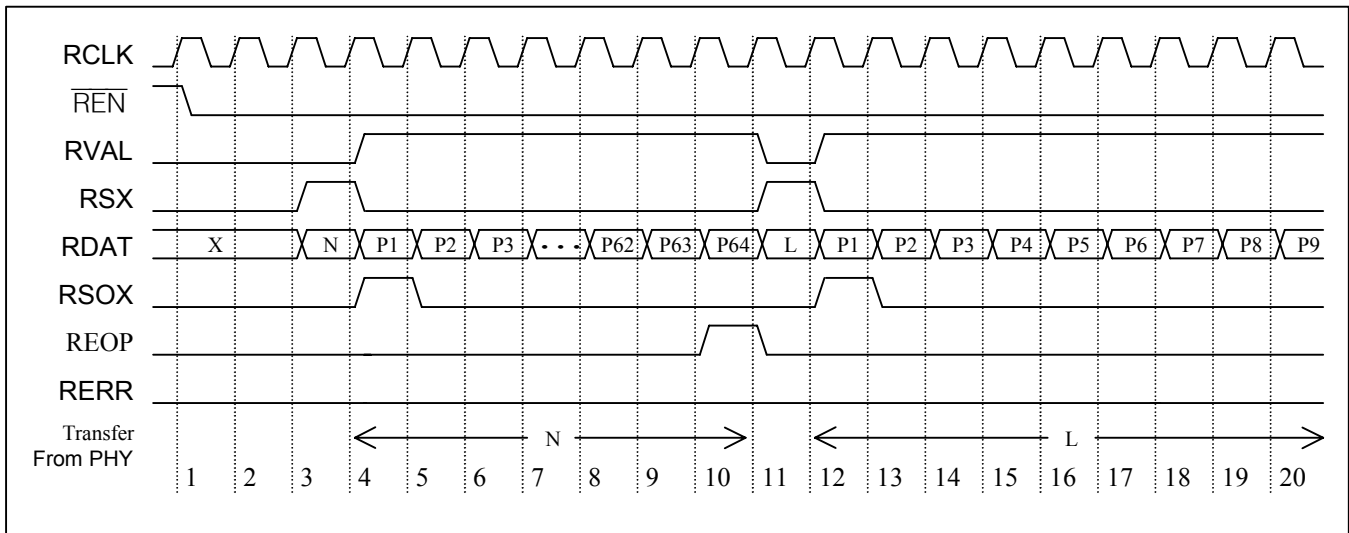 RCLK
REN
RVAL
RSX
RDAT X N P1 P2 P3 • • • P62 P63 P64 L P1 P2 P3 P4 P5 P6 P7 P8 P9
RSOX
REOP
RERR
Transfer
From PHY
N L
1 2 3 4 5 6 7 8 9 10 11 12 13 14 15 16 17 18 19 20